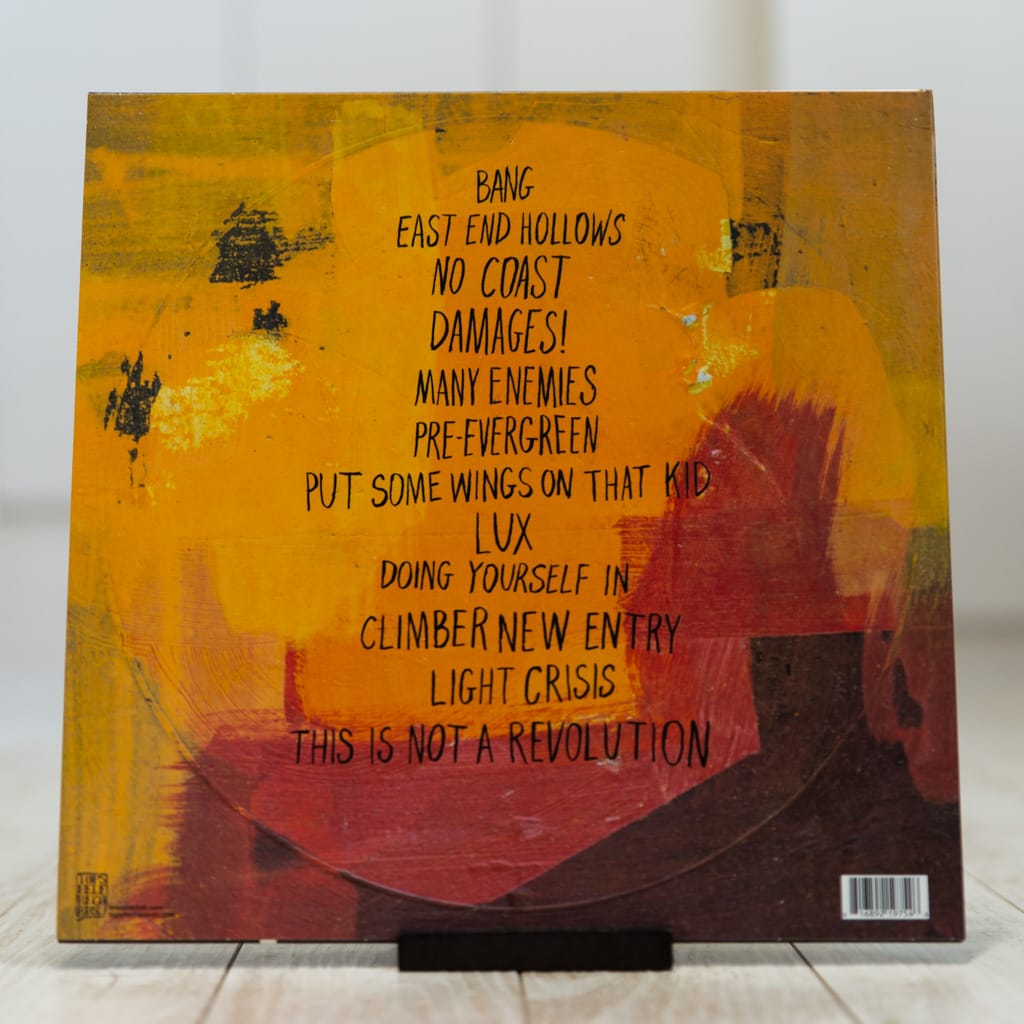 BANG
EAST END HOLLOWS
NO COAST
DAMAGES!
MANY ENEMIES
PRE-EVERGREEN
PUT SOME WINGS ON THAT KID
LUX
DOING YOURSELF IN
CLIMBER NEW ENTRY
LIGHT CRISIS
THIS IS NOT A REVOLUTION